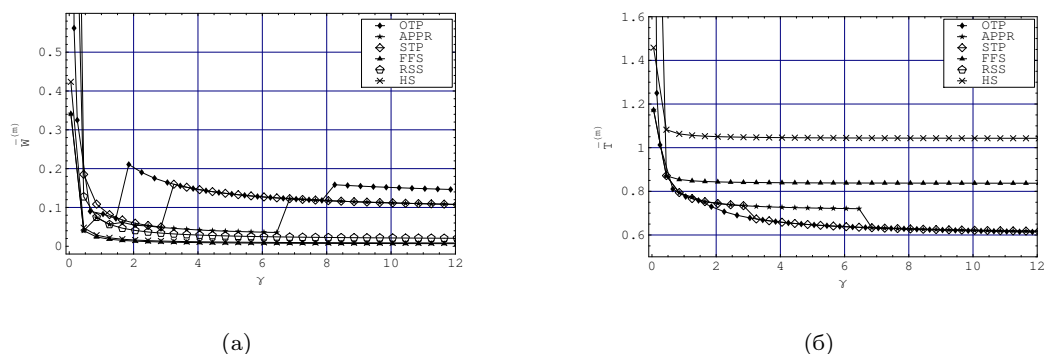 0.5
0.4
0.3
0.2
0.1
0
0 2 4 6 8 10 12
W̄(m)
γ
OTP
APPR
STP
FFS
RSS
HS
(а)
1.6
1.4
1.2
1
0.8
0.6
0 2 4 6 8 10 12
T̄(m)
γ
OTP
APPR
STP
FFS
RSS
HS
(б)